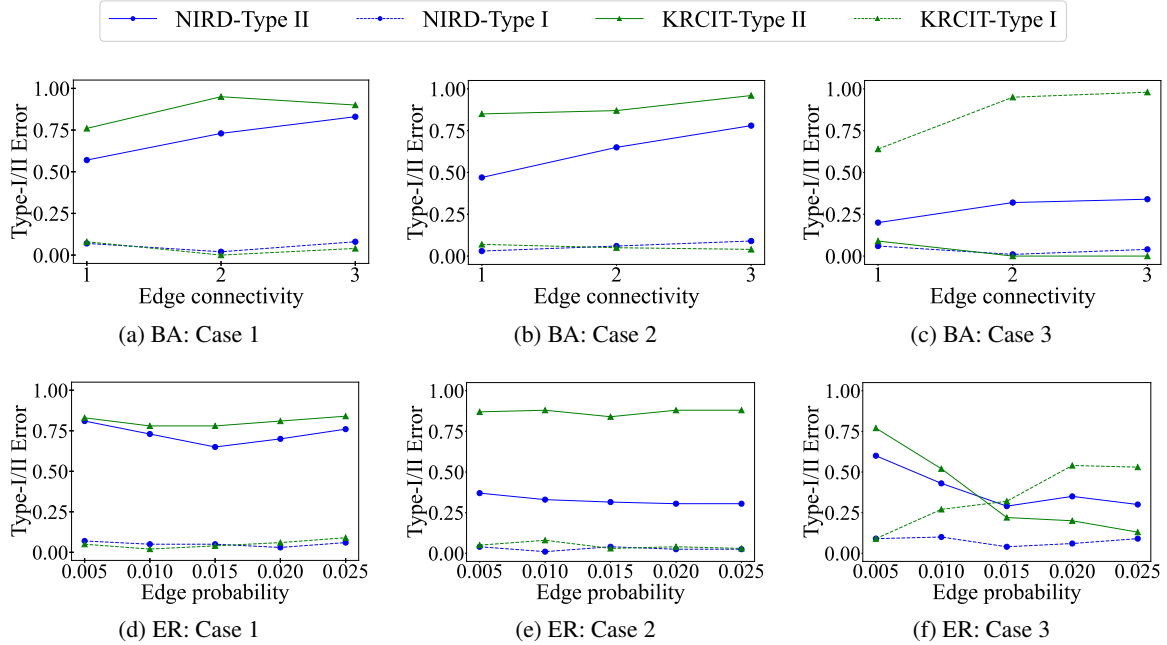 NIRD-Type II NIRD-Type I KRCIT-Type II KRCIT-Type I
Type-I/II Error
1.00
0.75
0.50
0.25
0.00
1 2 3
Edge connectivity
(a) BA: Case 1
Type-I/II Error
1.00
0.75
0.50
0.25
0.00
1 2 3
Edge connectivity
(b) BA: Case 2
Type-I/II Error
1.00
0.75
0.50
0.25
0.00
1 2 3
Edge connectivity
(c) BA: Case 3
Type-I/II Error
1.00
0.75
0.50
0.25
0.00
0.005 0.010 0.015 0.020 0.025
Edge probability
(d) ER: Case 1
Type-I/II Error
1.00
0.75
0.50
0.25
0.00
0.005 0.010 0.015 0.020 0.025
Edge probability
(e) ER: Case 2
Type-I/II Error
1.00
0.75
0.50
0.25
0.00
0.005 0.010 0.015 0.020 0.025
Edge probability
(f) ER: Case 3